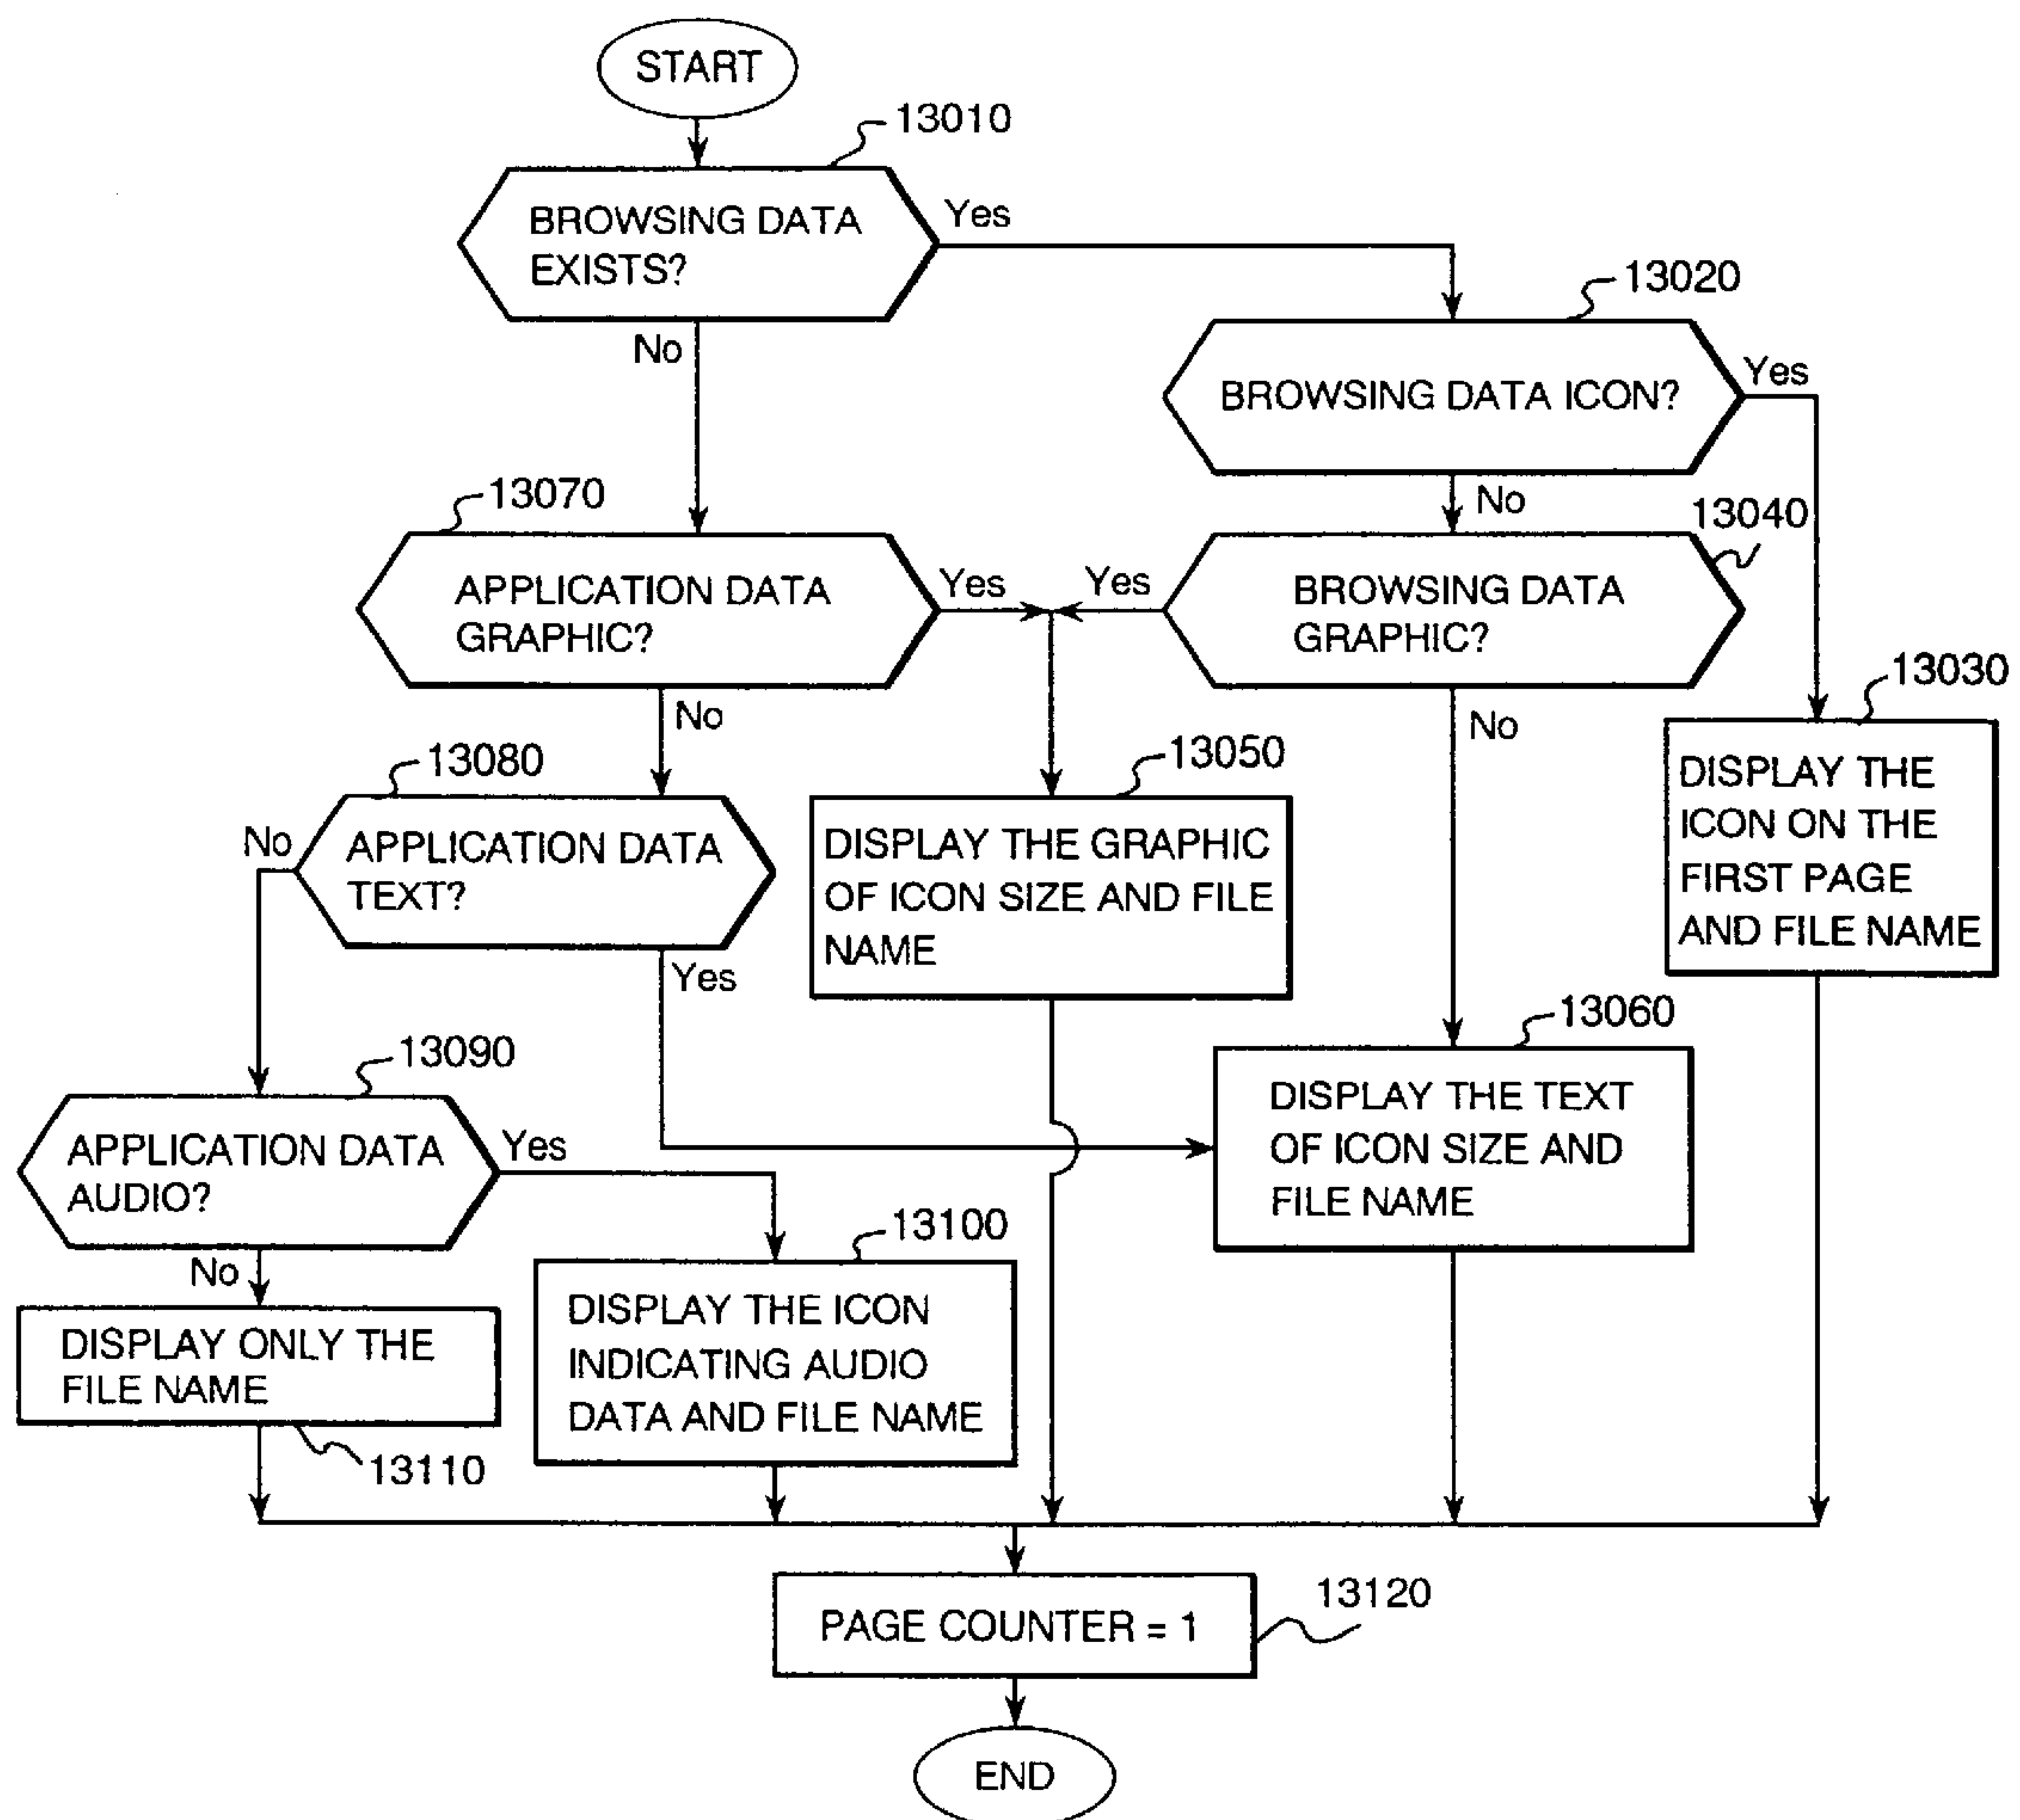 START
13010
BROWSING DATA
EXISTS?
Yes
No
13020
BROWSING DATA ICON?
Yes
No
13070
APPLICATION DATA
GRAPHIC?
Yes
No
13040
BROWSING DATA
GRAPHIC?
Yes
No
13030
DISPLAY THE
ICON ON THE
FIRST PAGE
AND FILE NAME
13080
APPLICATION DATA
TEXT?
No
Yes
13050
DISPLAY THE GRAPHIC
OF ICON SIZE AND FILE
NAME
13060
DISPLAY THE TEXT
OF ICON SIZE AND
FILE NAME
13090
APPLICATION DATA
AUDIO?
Yes
No
13100
DISPLAY THE ICON
INDICATING AUDIO
DATA AND FILE NAME
DISPLAY ONLY THE
FILE NAME
13110
PAGE COUNTER = 1
13120
END